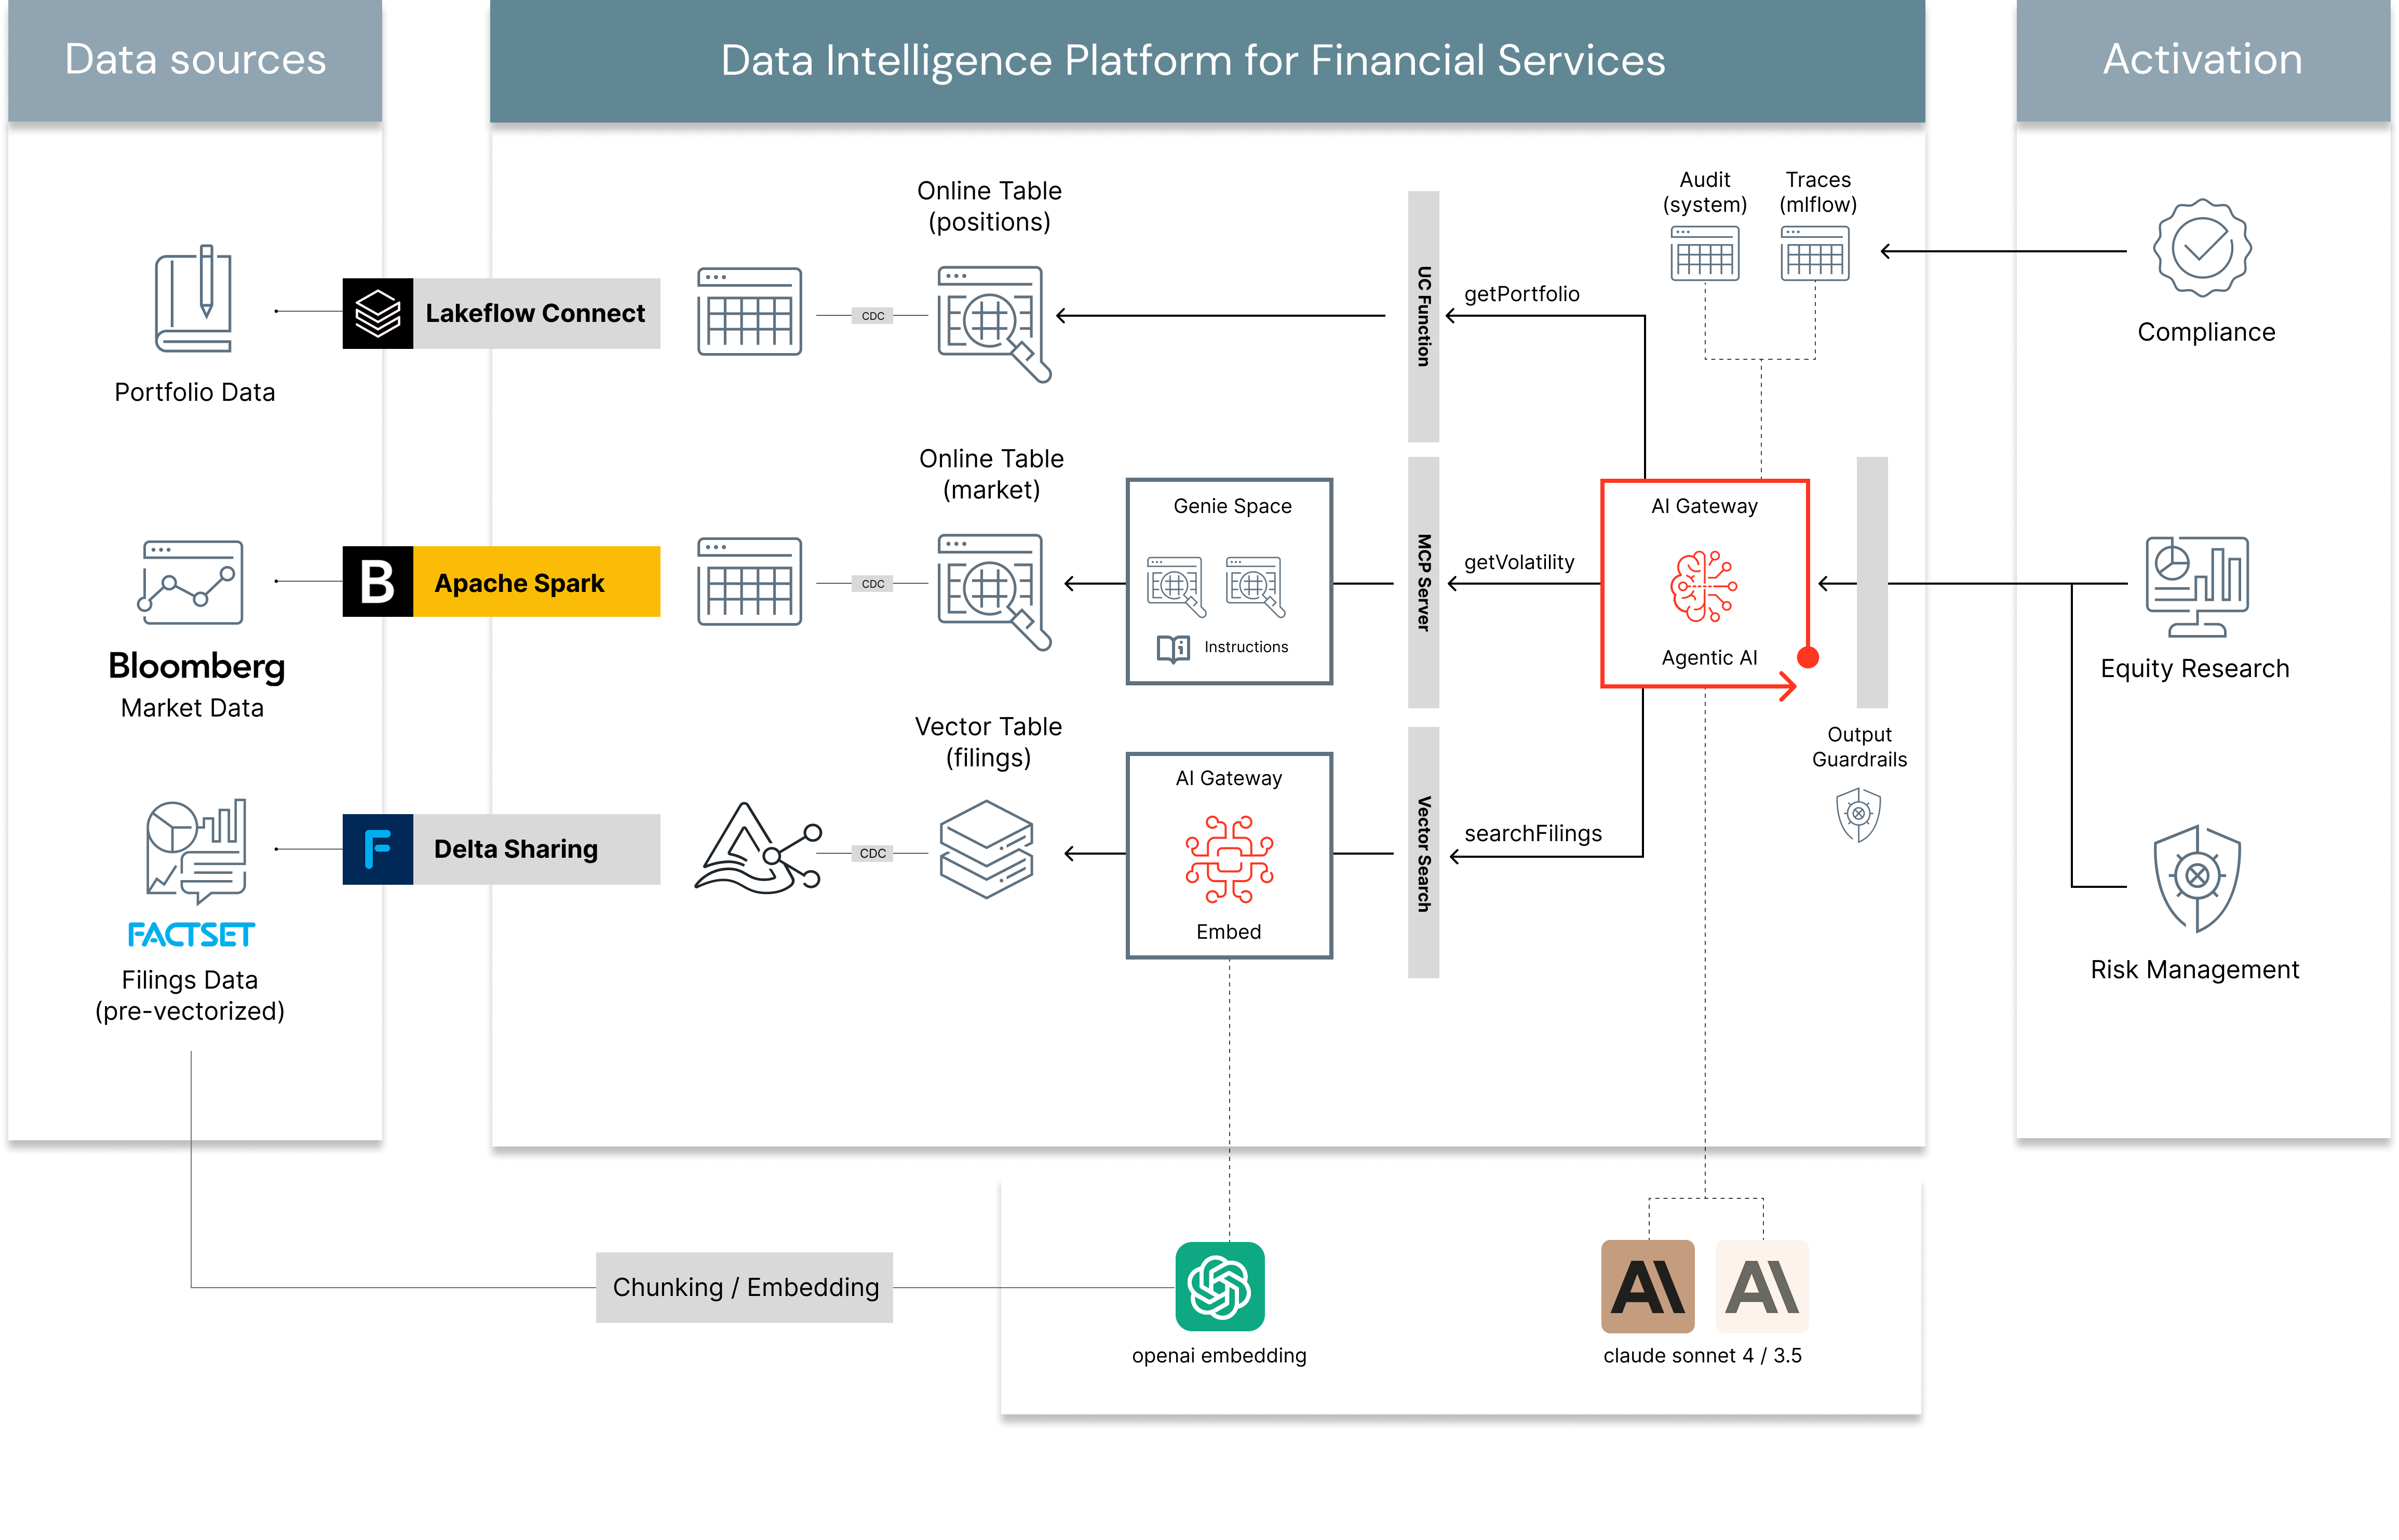 Data sources
Data Intelligence Platform for Financial Services
Activation
Portfolio Data
Lakeflow Connect
Online Table
(positions)
CDC
UC Function
getPortfolio
Audit
(system)
Traces
(mlflow)
Compliance
Bloomberg
Market Data
B
Apache Spark
Online Table
(market)
CDC
Genie Space
Instructions
MCP Server
getVolatility
AI Gateway
Agentic AI
Output
Guardrails
Equity Research
FACTSET
Filings Data
(pre-vectorized)
F
Delta Sharing
Vector Table
(filings)
CDC
AI Gateway
Embed
Vector Search
searchFilings
Risk Management
Chunking / Embedding
openai embedding
A\ A\
claude sonnet 4 / 3.5